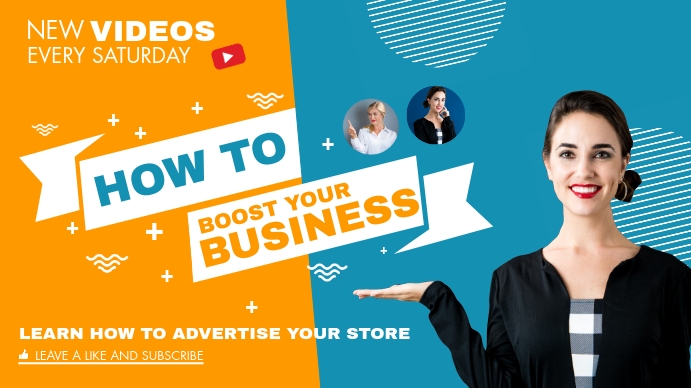 NEW VIDEOS
EVERY SATURDAY
HOW TO
BOOST YOUR
BUSINESS
LEARN HOW TO ADVERTISE YOUR STORE
LEAVE A LIKE AND SUBSCRIBE